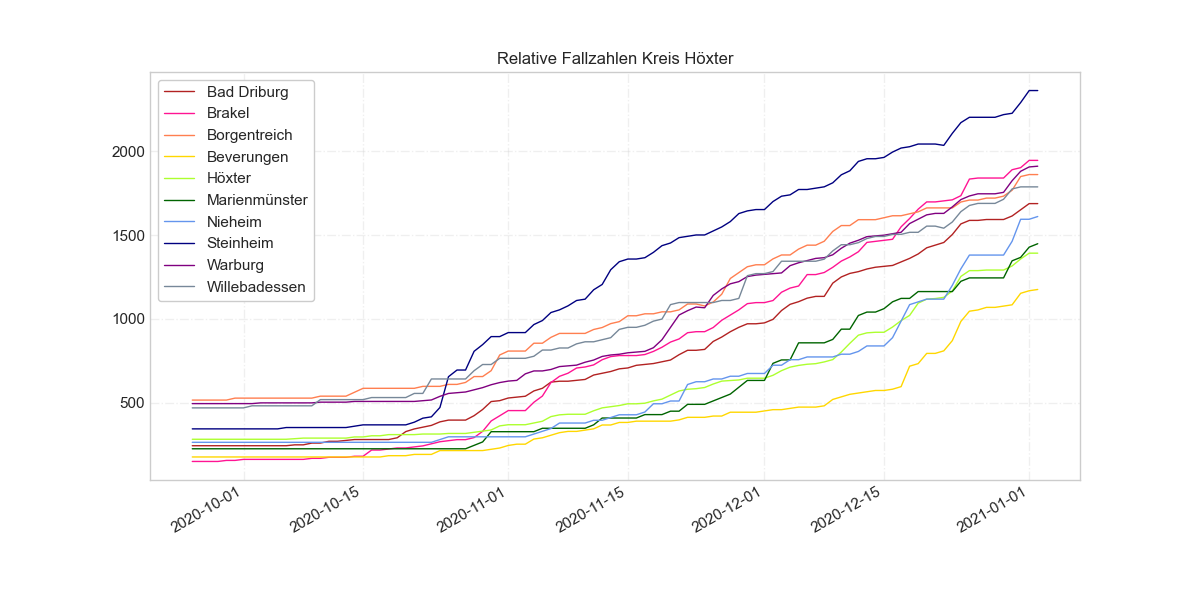 Relative Fallzahlen Kreis Höxter
Bad Driburg
Brakel
Borgentreich
Beverungen
Höxter
Marienmünster
Nieheim
Steinheim
Warburg
Willebadessen
2000
1500
1000
500
2020-10-01
2020-10-15
2020-11-01
2020-11-15
2020-12-01
2020-12-15
2021-01-01